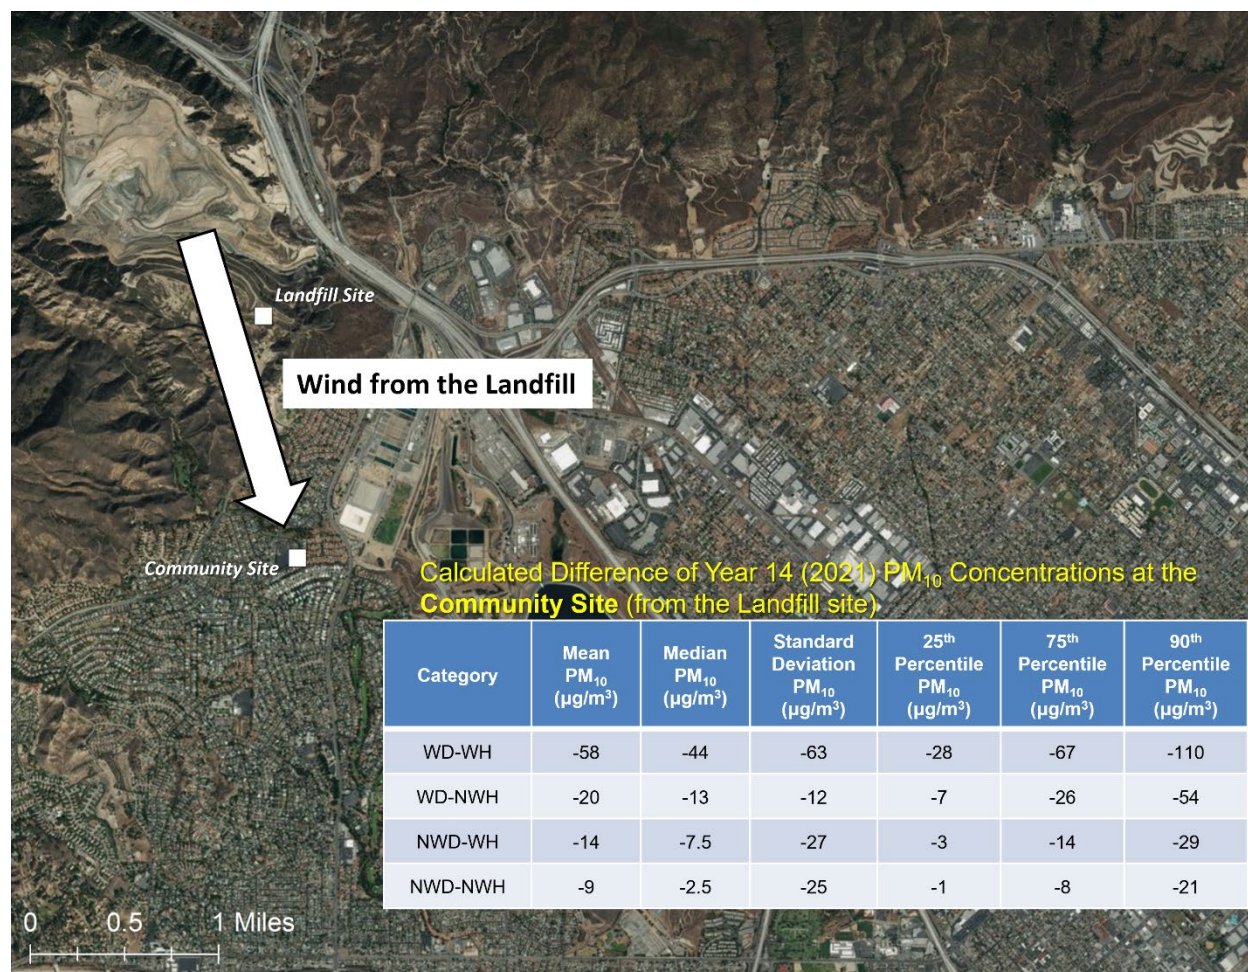 Landfill Site
Wind from the Landfill
Community Site
Calculated Difference of Year 14 (2021) PM10 Concentrations at the
Community Site (from the Landfill site)
Category
Mean
PM10
(µg/m3)
Median
PM10
(µg/m3)
Standard
Deviation
PM10
(µg/m3)
25th
Percentile
PM10
(µg/m3)
75th
Percentile
PM10
(µg/m3)
90th
Percentile
PM10
(µg/m3)
WD-WH -58 -44 -63 -28 -67 -110
WD-NWH -20 -13 -12 -7 -26 -54
NWD-WH -14 -7.5 -27 -3 -14 -29
NWD-NWH -9 -2.5 -25 -1 -8 -21
0 0.5 1 Miles